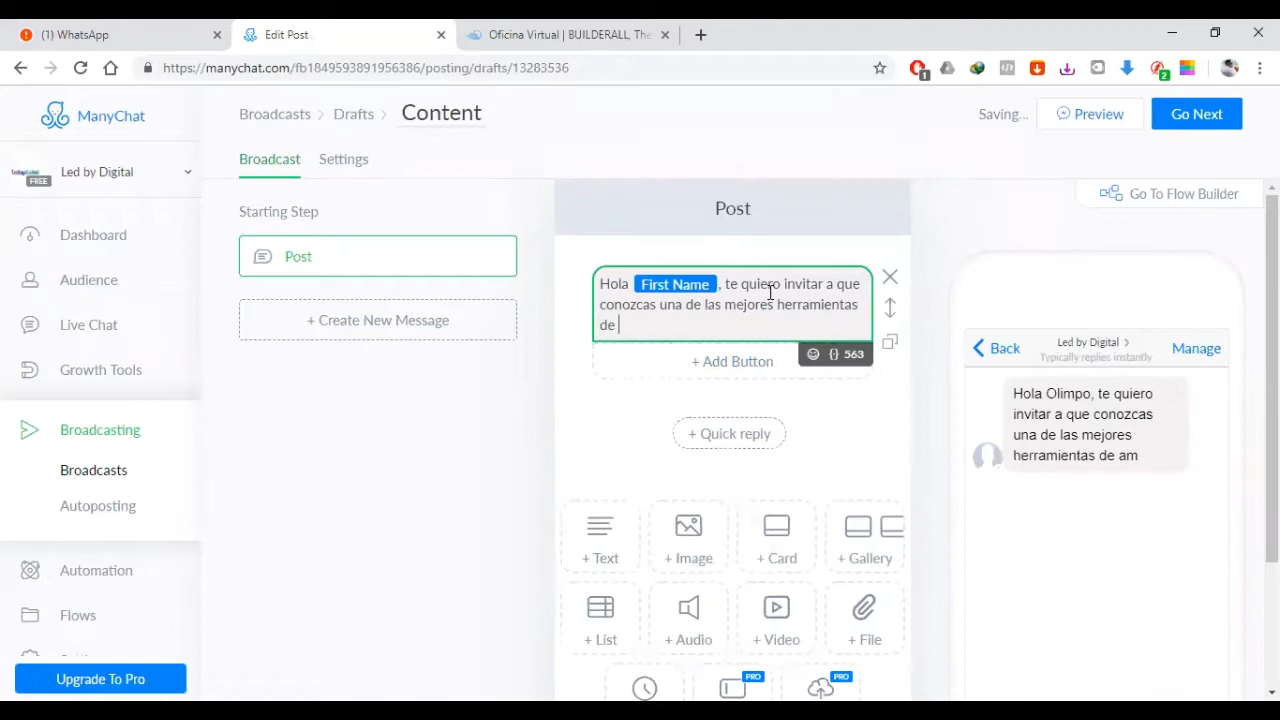 (1) WhatsApp
Edit Post
Oficina Virtual | BUILDERALL, The
https://manychat.com/fb1849593891956386/posting/drafts/13283536
1
2
ManyChat
Broadcasts
Drafts
Content
Saving...
Preview
Go Next
Led by Digital
FREE
Broadcast
Settings
Dashboard
Audience
Live Chat
Growth Tools
Broadcasting
Broadcasts
Autoposting
Automation
Flows
Upgrade To Pro
Starting Step
Post
+ Create New Message
Post
Hola First Name , te quiero invitar a que
conozcas una de las mejores herramientas
de
{} 563
+ Add Button
+ Quick reply
+ Text
+ Image
+ Card
+ Gallery
+ List
+ Audio
+ Video
+ File
PRO
PRO
Go To Flow Builder
Back
Led by Digital
Typically replies instantly
Manage
Hola Olimpo, te quiero
invitar a que conozcas
una de las mejores
herramientas de am